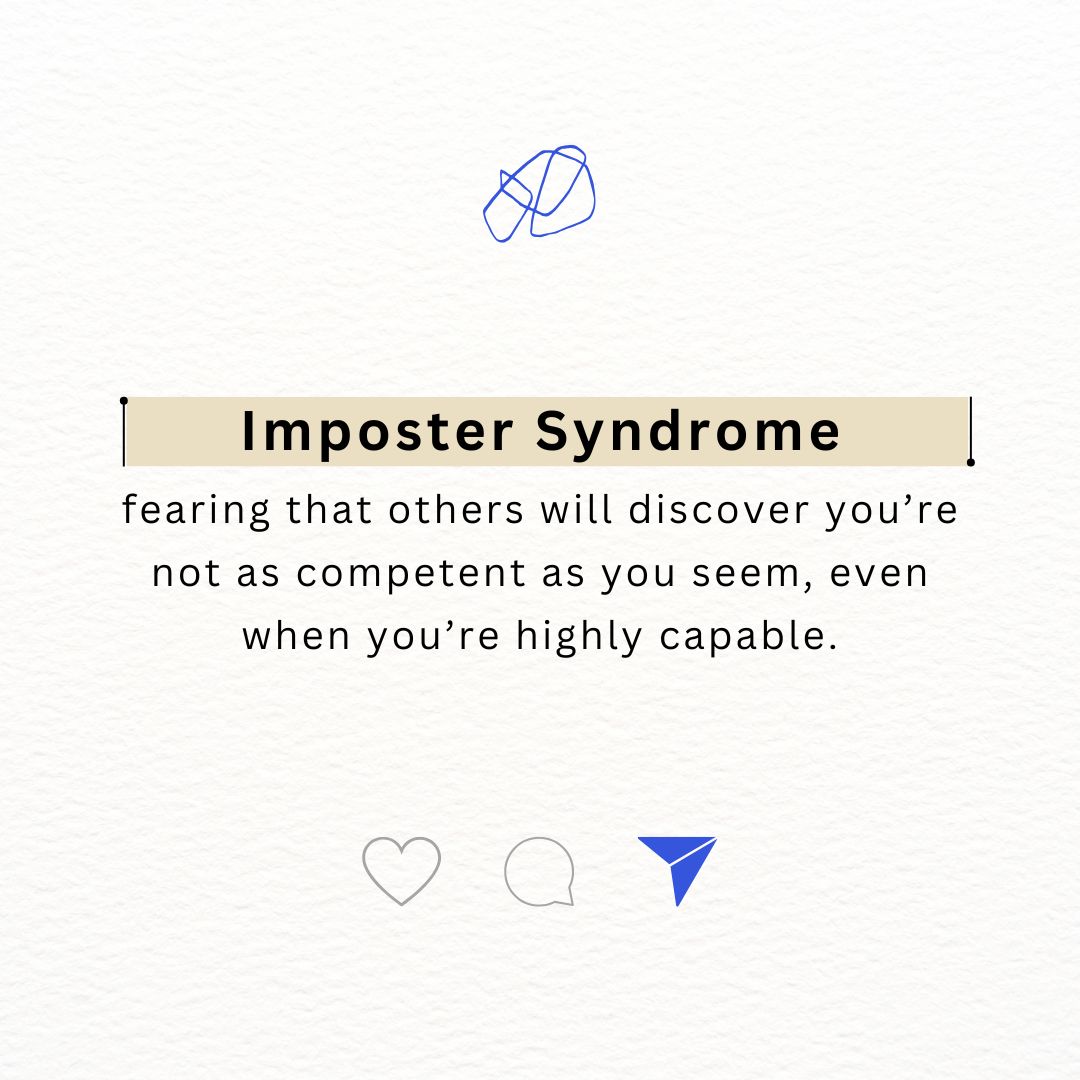 Imposter Syndrome
fearing that others will discover you’re
not as competent as you seem, even
when you’re highly capable.